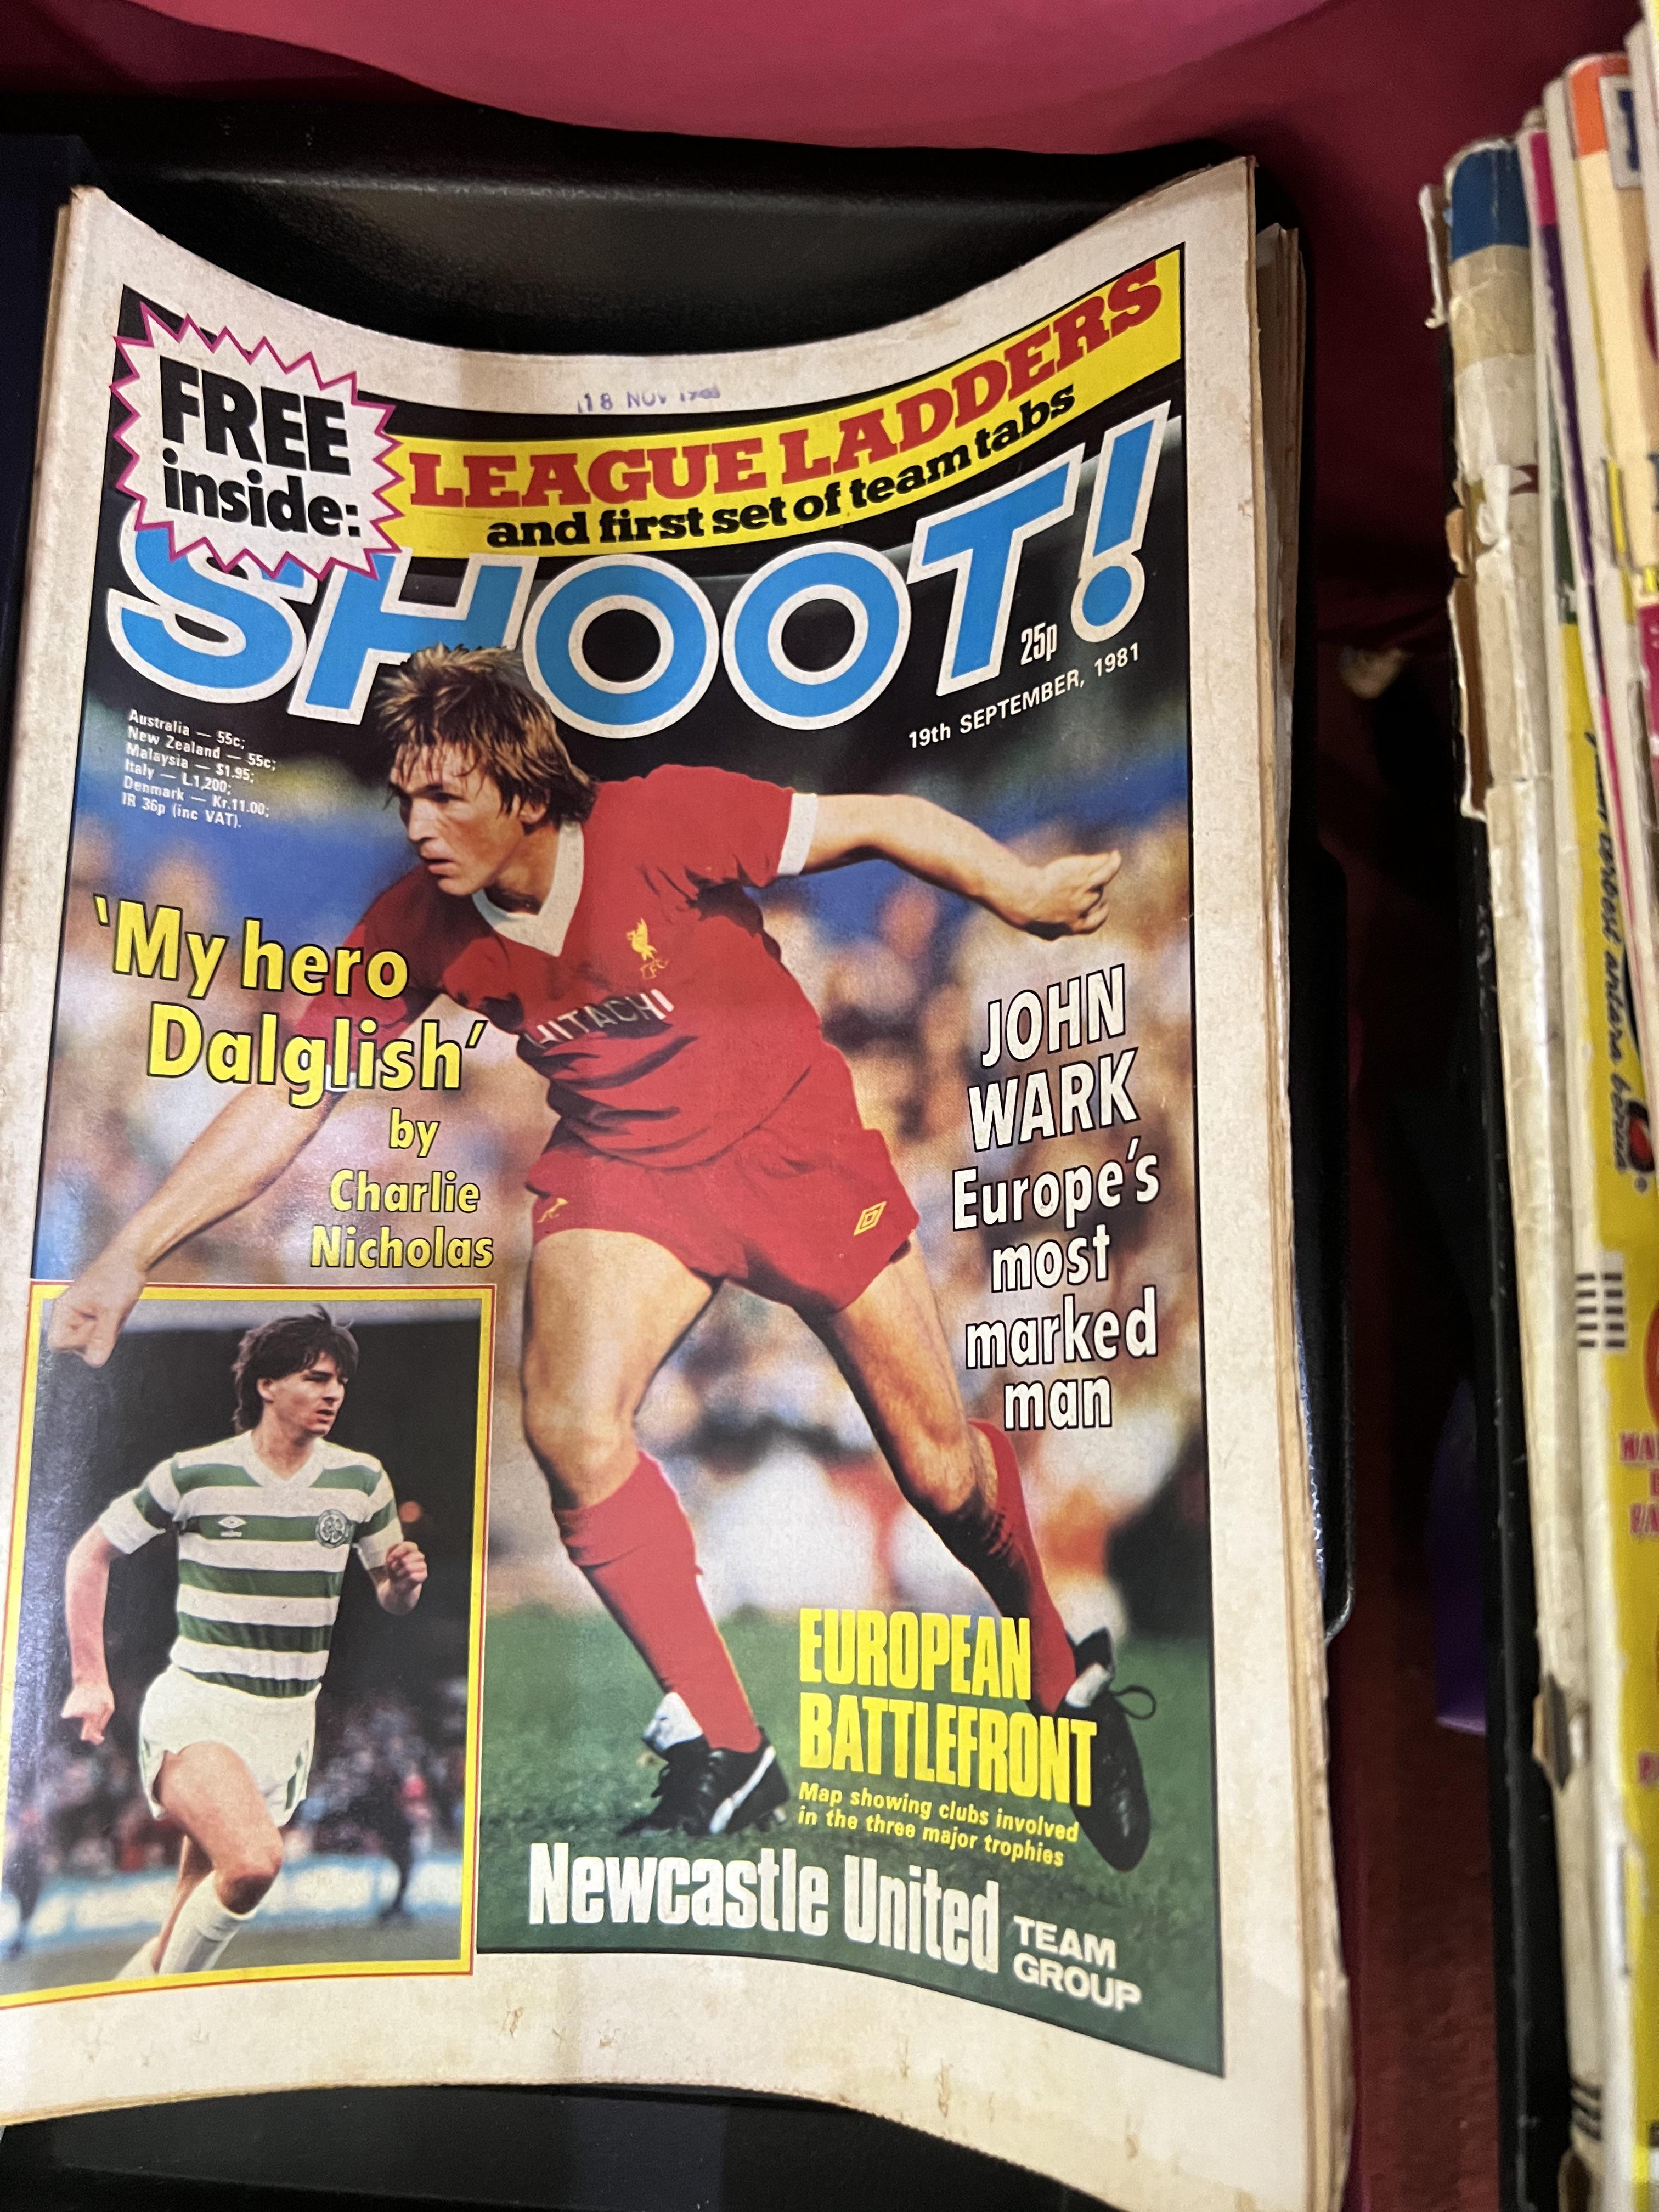 18 NOV
FREE
inside:
LEAGUE LADDERS
and first set of team tabs
SHOOT!
25p
19th SEPTEMBER, 1981
Australia — 55c;
New Zealand — 55c;
Malaysia — $1.95;
Italy — L.1,200;
Denmark — Kr.11.00;
IR 36p (inc VAT).
'My hero
Dalglish'
by
Charlie
Nicholas
LFC
HITACHI
JOHN
WARK
Europe's
most
marked
man
umbro
EUROPEAN
BATTLEFRONT
Map showing clubs involved
in the three major trophies
Newcastle United
TEAM
GROUP